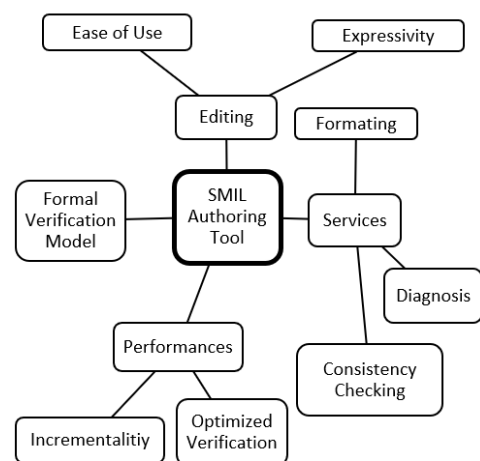 Ease of Use
Expressivity
Editing
Formating
Formal
Verification
Model
SMIL
Authoring
Tool
Services
Diagnosis
Performances
Consistency
Checking
Incrementalitiy
Optimized
Verification